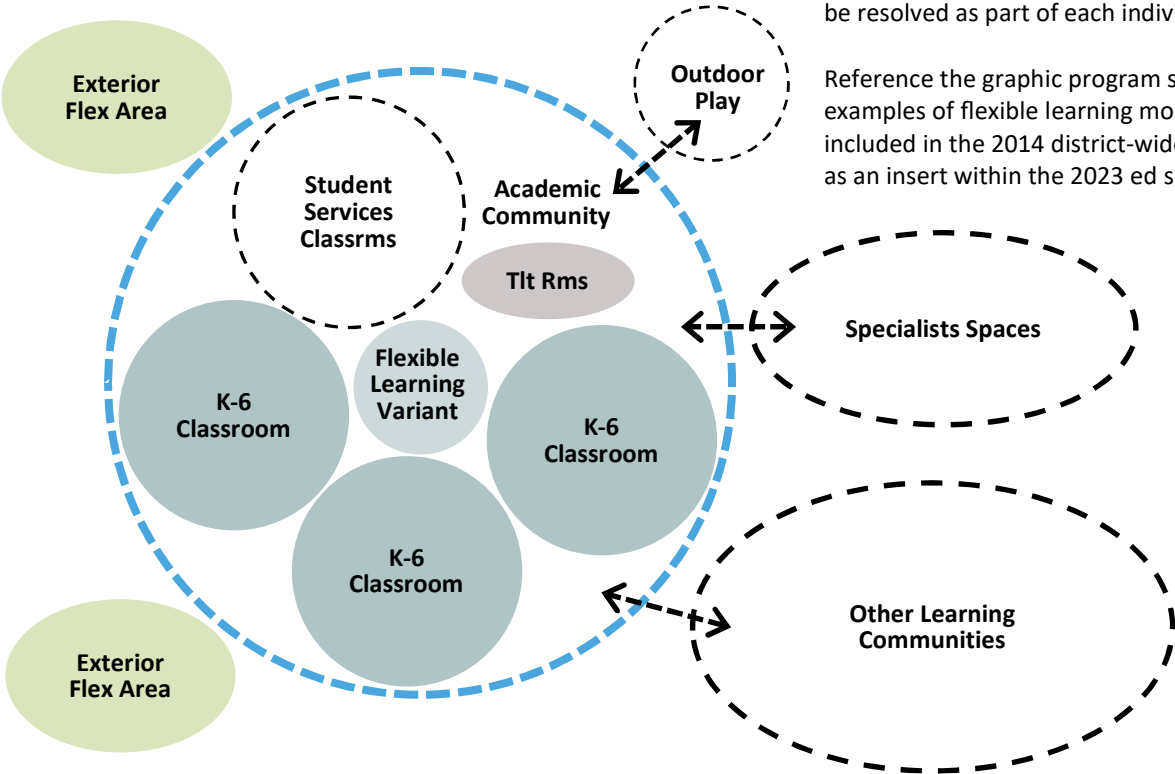 be resolved as part of each indiv
Reference the graphic program s
examples of flexible learning mo
included in the 2014 district-wid
as an insert within the 2023 ed s
Exterior
Flex Area
Outdoor
Play
Student
Services
Classrms
Academic
Community
Tlt Rms
Specialists Spaces
Flexible
Learning
Variant
K-6
Classroom
K-6
Classroom
K-6
Classroom
Other Learning
Communities
Exterior
Flex Area